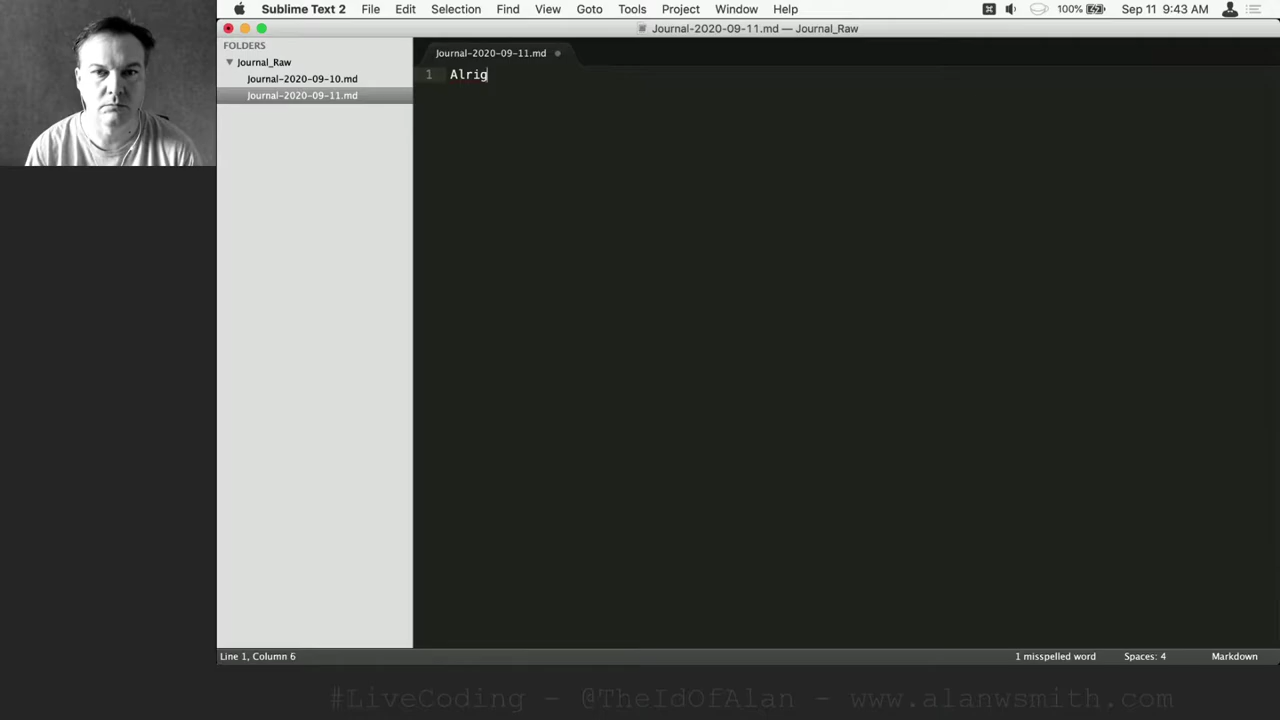 Sublime Text 2 File Edit Selection Find View Goto Tools Project Window Help 100% Sep 11 9:43 AM
Journal-2020-09-11.md — Journal_Raw
FOLDERS
Journal_Raw
Journal-2020-09-10.md
Journal-2020-09-11.md
Journal-2020-09-11.md
1 Alrig
Line 1, Column 6 1 misspelled word Spaces: 4 Markdown
#LiveCoding - @TheIdOfAlan - www.alanwsmith.com